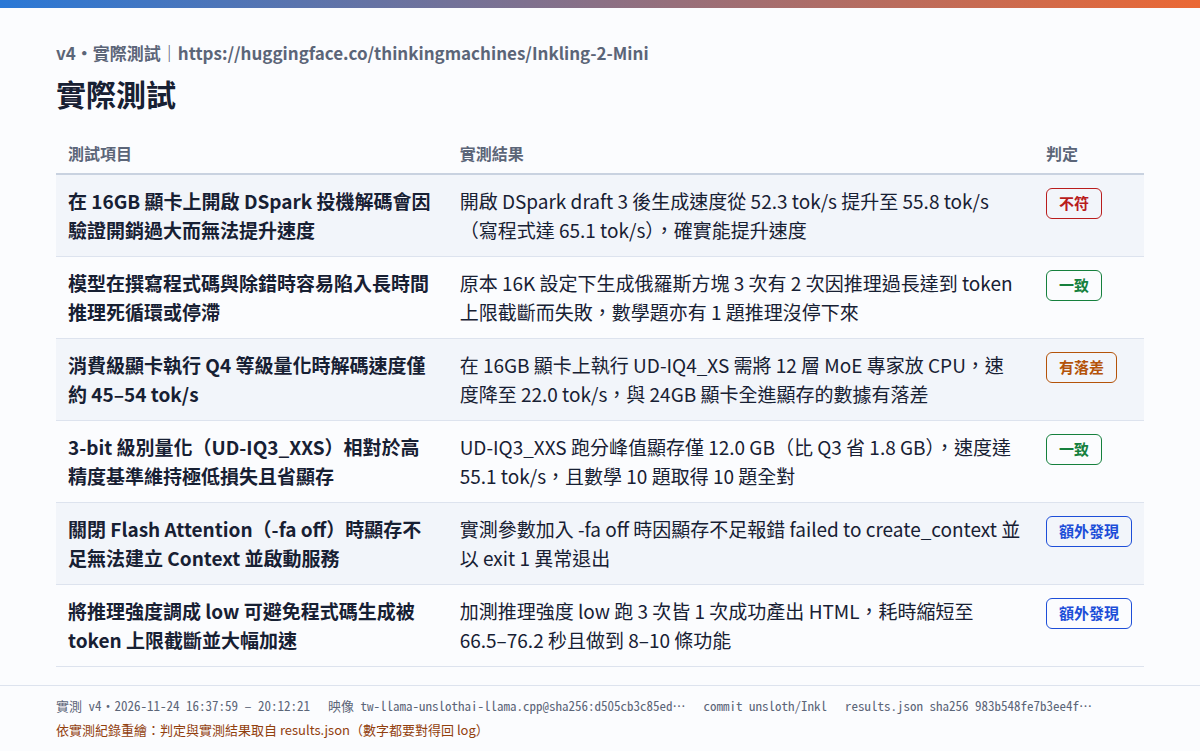 v4・實際測試｜https://huggingface.co/thinkingmachines/Inkling-2-Mini
實際測試
測試項目 實測結果 判定
在 16GB 顯卡上開啟 DSpark 投機解碼會因
驗證開銷過大而無法提升速度
開啟 DSpark draft 3 後生成速度從 52.3 tok/s 提升至 55.8 tok/s
（寫程式達 65.1 tok/s），確實能提升速度
不符
模型在撰寫程式碼與除錯時容易陷入長時間
推理死循環或停滯
原本 16K 設定下生成俄羅斯方塊 3 次有 2 次因推理過長達到 token
上限截斷而失敗，數學題亦有 1 題推理沒停下來
一致
消費級顯卡執行 Q4 等級量化時解碼速度僅
約 45–54 tok/s
在 16GB 顯卡上執行 UD-IQ4_XS 需將 12 層 MoE 專家放 CPU，速
度降至 22.0 tok/s，與 24GB 顯卡全進顯存的數據有落差
有落差
3-bit 級別量化（UD-IQ3_XXS）相對於高
精度基準維持極低損失且省顯存
UD-IQ3_XXS 跑分峰值顯存僅 12.0 GB（比 Q3 省 1.8 GB），速度達
55.1 tok/s，且數學 10 題取得 10 題全對
一致
關閉 Flash Attention（-fa off）時顯存不
足無法建立 Context 並啟動服務
實測參數加入 -fa off 時因顯存不足報錯 failed to create_context 並
以 exit 1 異常退出
額外發現
將推理強度調成 low 可避免程式碼生成被
token 上限截斷並大幅加速
加測推理強度 low 跑 3 次皆 1 次成功產出 HTML，耗時縮短至
66.5–76.2 秒且做到 8–10 條功能
額外發現
實測 v4・2026-11-24 16:37:59 – 20:12:21 映像 tw-llama-unslothai-llama.cpp@sha256:d505cb3c85ed… commit unsloth/Inkl results.json sha256 983b548fe7b3ee4f…
依實測紀錄重繪：判定與實測結果取自 results.json（數字都要對得回 log）